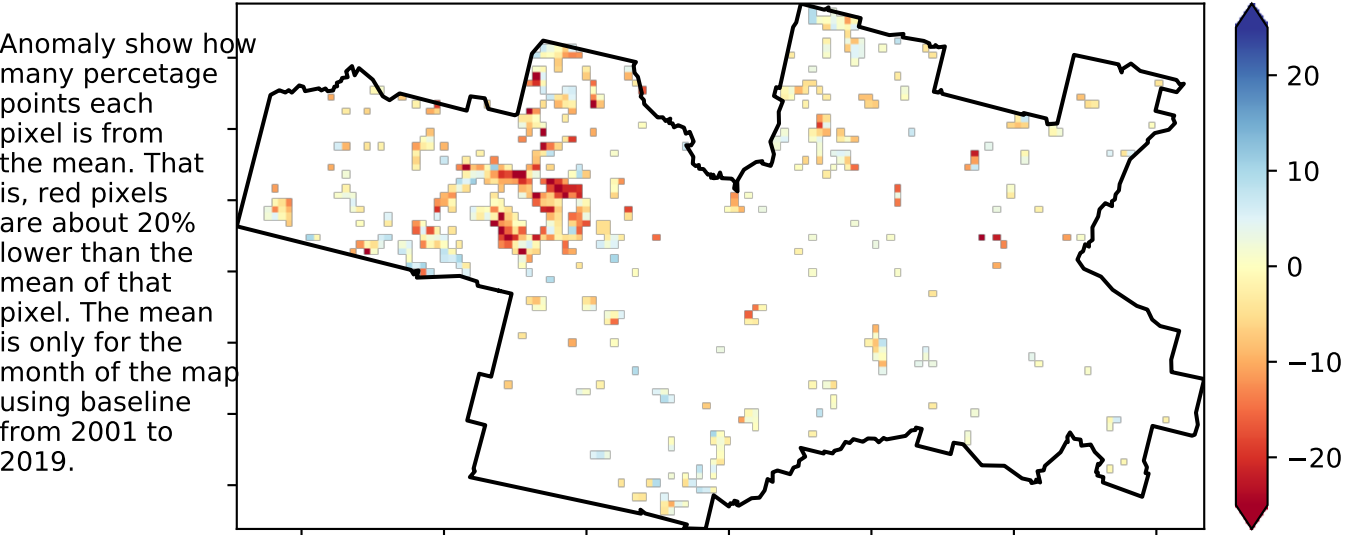 Anomaly show how
many percetage
points each
pixel is from
the mean. That
is, red pixels
are about 20%
lower than the
mean of that
pixel. The mean
is only for the
month of the map
using baseline
from 2001 to
2019.
20
10
0
−10
−20